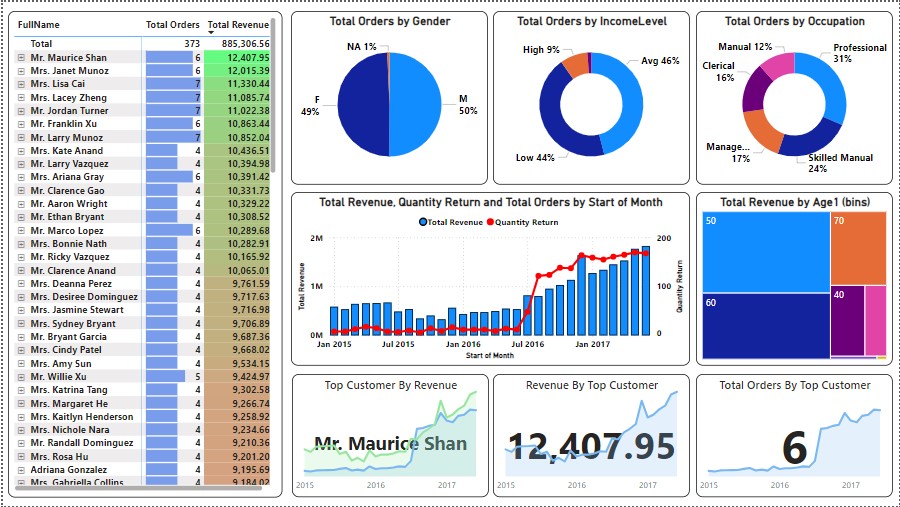 FullName Total Orders Total Revenue
Total 373 885,306.56
Mr. Maurice Shan 6 12,407.95
Mrs. Janet Munoz 6 12,015.39
Mrs. Lisa Cai 7 11,330.44
Mrs. Lacey Zheng 7 11,085.74
Mr. Jordan Turner 7 11,022.38
Mr. Franklin Xu 6 10,863.44
Mr. Larry Munoz 7 10,852.04
Mrs. Kate Anand 4 10,436.51
Mr. Larry Vazquez 4 10,394.98
Mrs. Ariana Gray 6 10,391.42
Mr. Clarence Gao 4 10,331.73
Mr. Aaron Wright 4 10,329.22
Mr. Ethan Bryant 4 10,308.52
Mr. Marco Lopez 6 10,289.68
Mrs. Bonnie Nath 4 10,282.91
Mr. Ricky Vazquez 4 10,165.92
Mr. Clarence Anand 4 10,065.01
Mrs. Deanna Perez 4 9,761.59
Mrs. Desiree Dominguez 4 9,717.63
Mrs. Jasmine Stewart 4 9,716.98
Mrs. Sydney Bryant 4 9,706.89
Mr. Bryant Garcia 4 9,687.36
Mrs. Cindy Patel 4 9,668.02
Mrs. Amy Sun 4 9,534.15
Mr. Willie Xu 5 9,424.97
Mrs. Katrina Tang 4 9,302.58
Mrs. Margaret He 4 9,266.74
Mrs. Kaitlyn Henderson 4 9,258.92
Mrs. Nichole Nara 4 9,234.66
Mr. Randall Dominguez 4 9,210.36
Mrs. Rosa Hu 4 9,201.20
Adriana Gonzalez 4 9,195.69
Mrs. Gabriella Collins 4 9,184.02
Total Orders by Gender
NA 1%
F
49%
M
50%
Total Orders by IncomeLevel
High 9%
Avg 46%
Low 44%
Total Orders by Occupation
Manual 12%
Professional
31%
Clerical
16%
Manage...
17%
Skilled Manual
24%
Total Revenue, Quantity Return and Total Orders by Start of Month
Total Revenue Quantity Return
2M 200
1M 100
0M 0
Total Revenue
Quantity Return
Jan 2015 Jul 2015 Jan 2016 Jul 2016 Jan 2017
Start of Month
Total Revenue by Age1 (bins)
50
70
60
40
Top Customer By Revenue
Mr. Maurice Shan
2015 2016 2017
Revenue By Top Customer
12,407.95
2015 2016 2017
Total Orders By Top Customer
6
2015 2016 2017